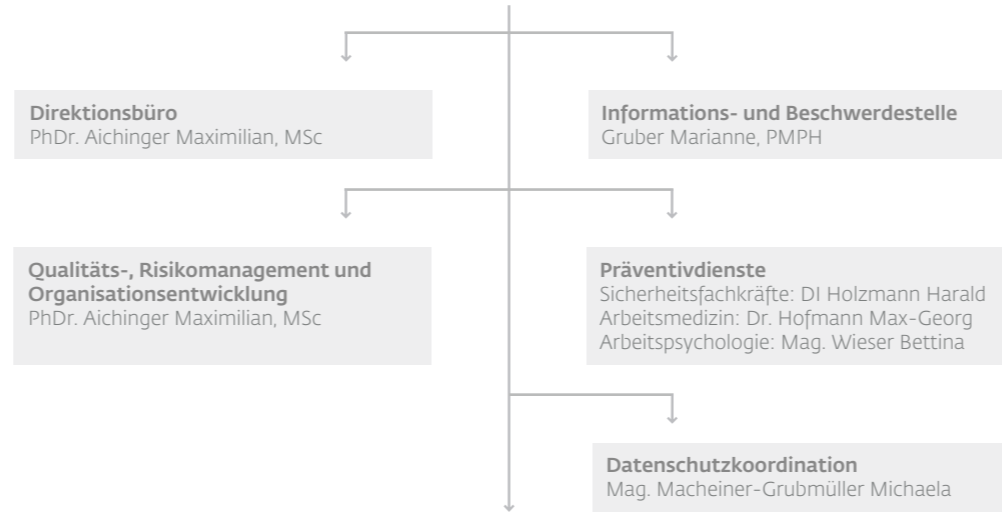 Direktionsbüro
PhDr. Aichinger Maximilian, MSc
Informations- und Beschwerdestelle
Gruber Marianne, PMPH
Qualitäts-, Risikomanagement und
Organisationsentwicklung
PhDr. Aichinger Maximilian, MSc
Präventivdienste
Sicherheitsfachkräfte: DI Holzmann Harald
Arbeitsmedizin: Dr. Hofmann Max-Georg
Arbeitspsychologie: Mag. Wieser Bettina
Datenschutzkoordination
Mag. Macheiner-Grubmüller Michaela